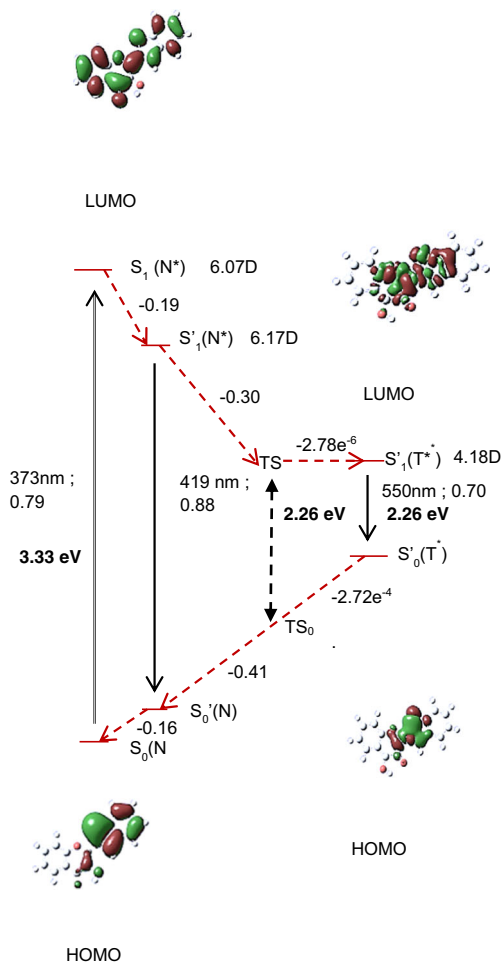 LUMO
S₁ (N*) 6.07D
-0.19
S'₁(N*) 6.17D
-0.30
LUMO
-2.78e⁻⁶
TS
S'₁(T*˙) 4.18D
373nm ;
0.79
419 nm ;
0.88
550nm ; 0.70
2.26 eV
2.26 eV
3.33 eV
S'₀(T*)
-2.72e⁻⁴
TS₀
.
-0.41
S₀'(N)
-0.16
S₀(N
HOMO
HOMO